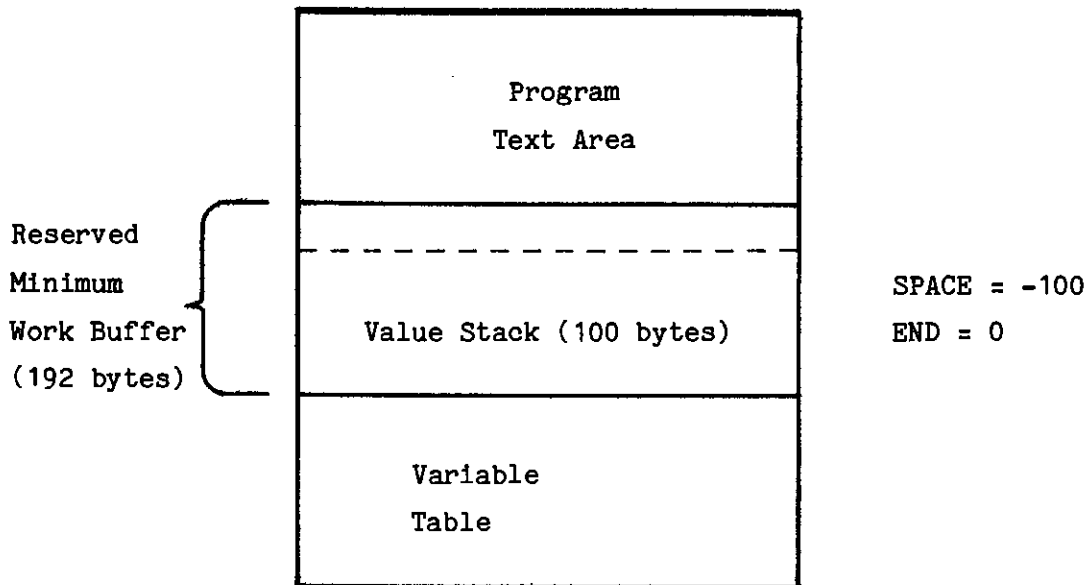 Program
Text Area
Reserved
Minimum
Work Buffer
(192 bytes)
Value Stack (100 bytes)
SPACE = -100
END = 0
Variable
Table